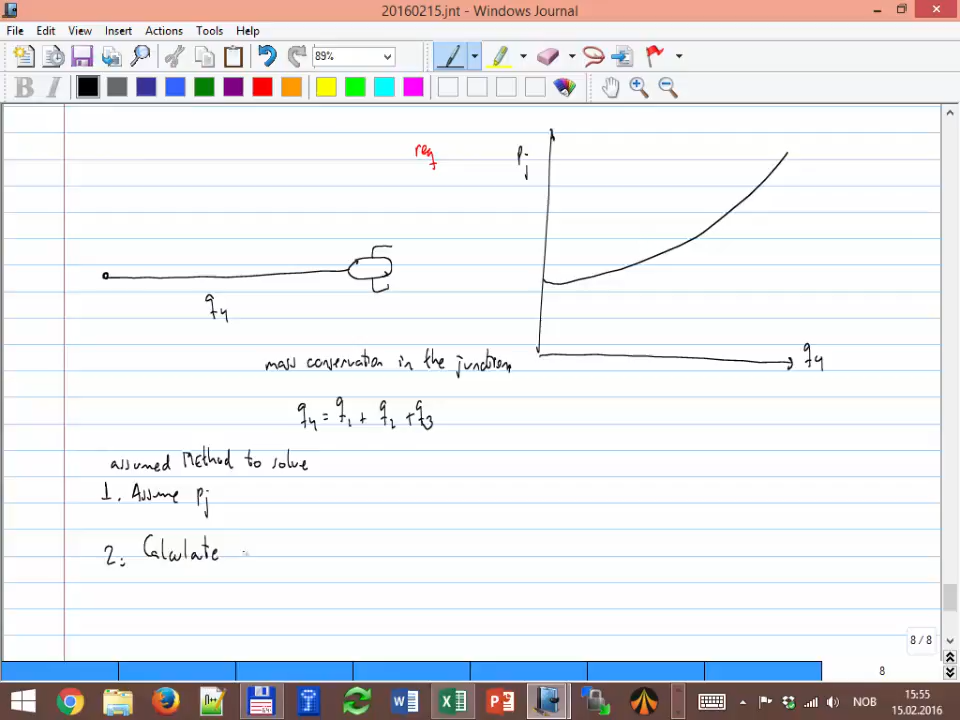 20160215.jnt - Windows Journal
File Edit View Insert Actions Tools Help
89%
B I
req
Pj
q4
q4
mass conservation in the junction
q4 = q1 + q2 + q3
assumed Method to solve
1. Assume Pj
2. Calculate
8 / 8
8
NOB
15:55
15.02.2016